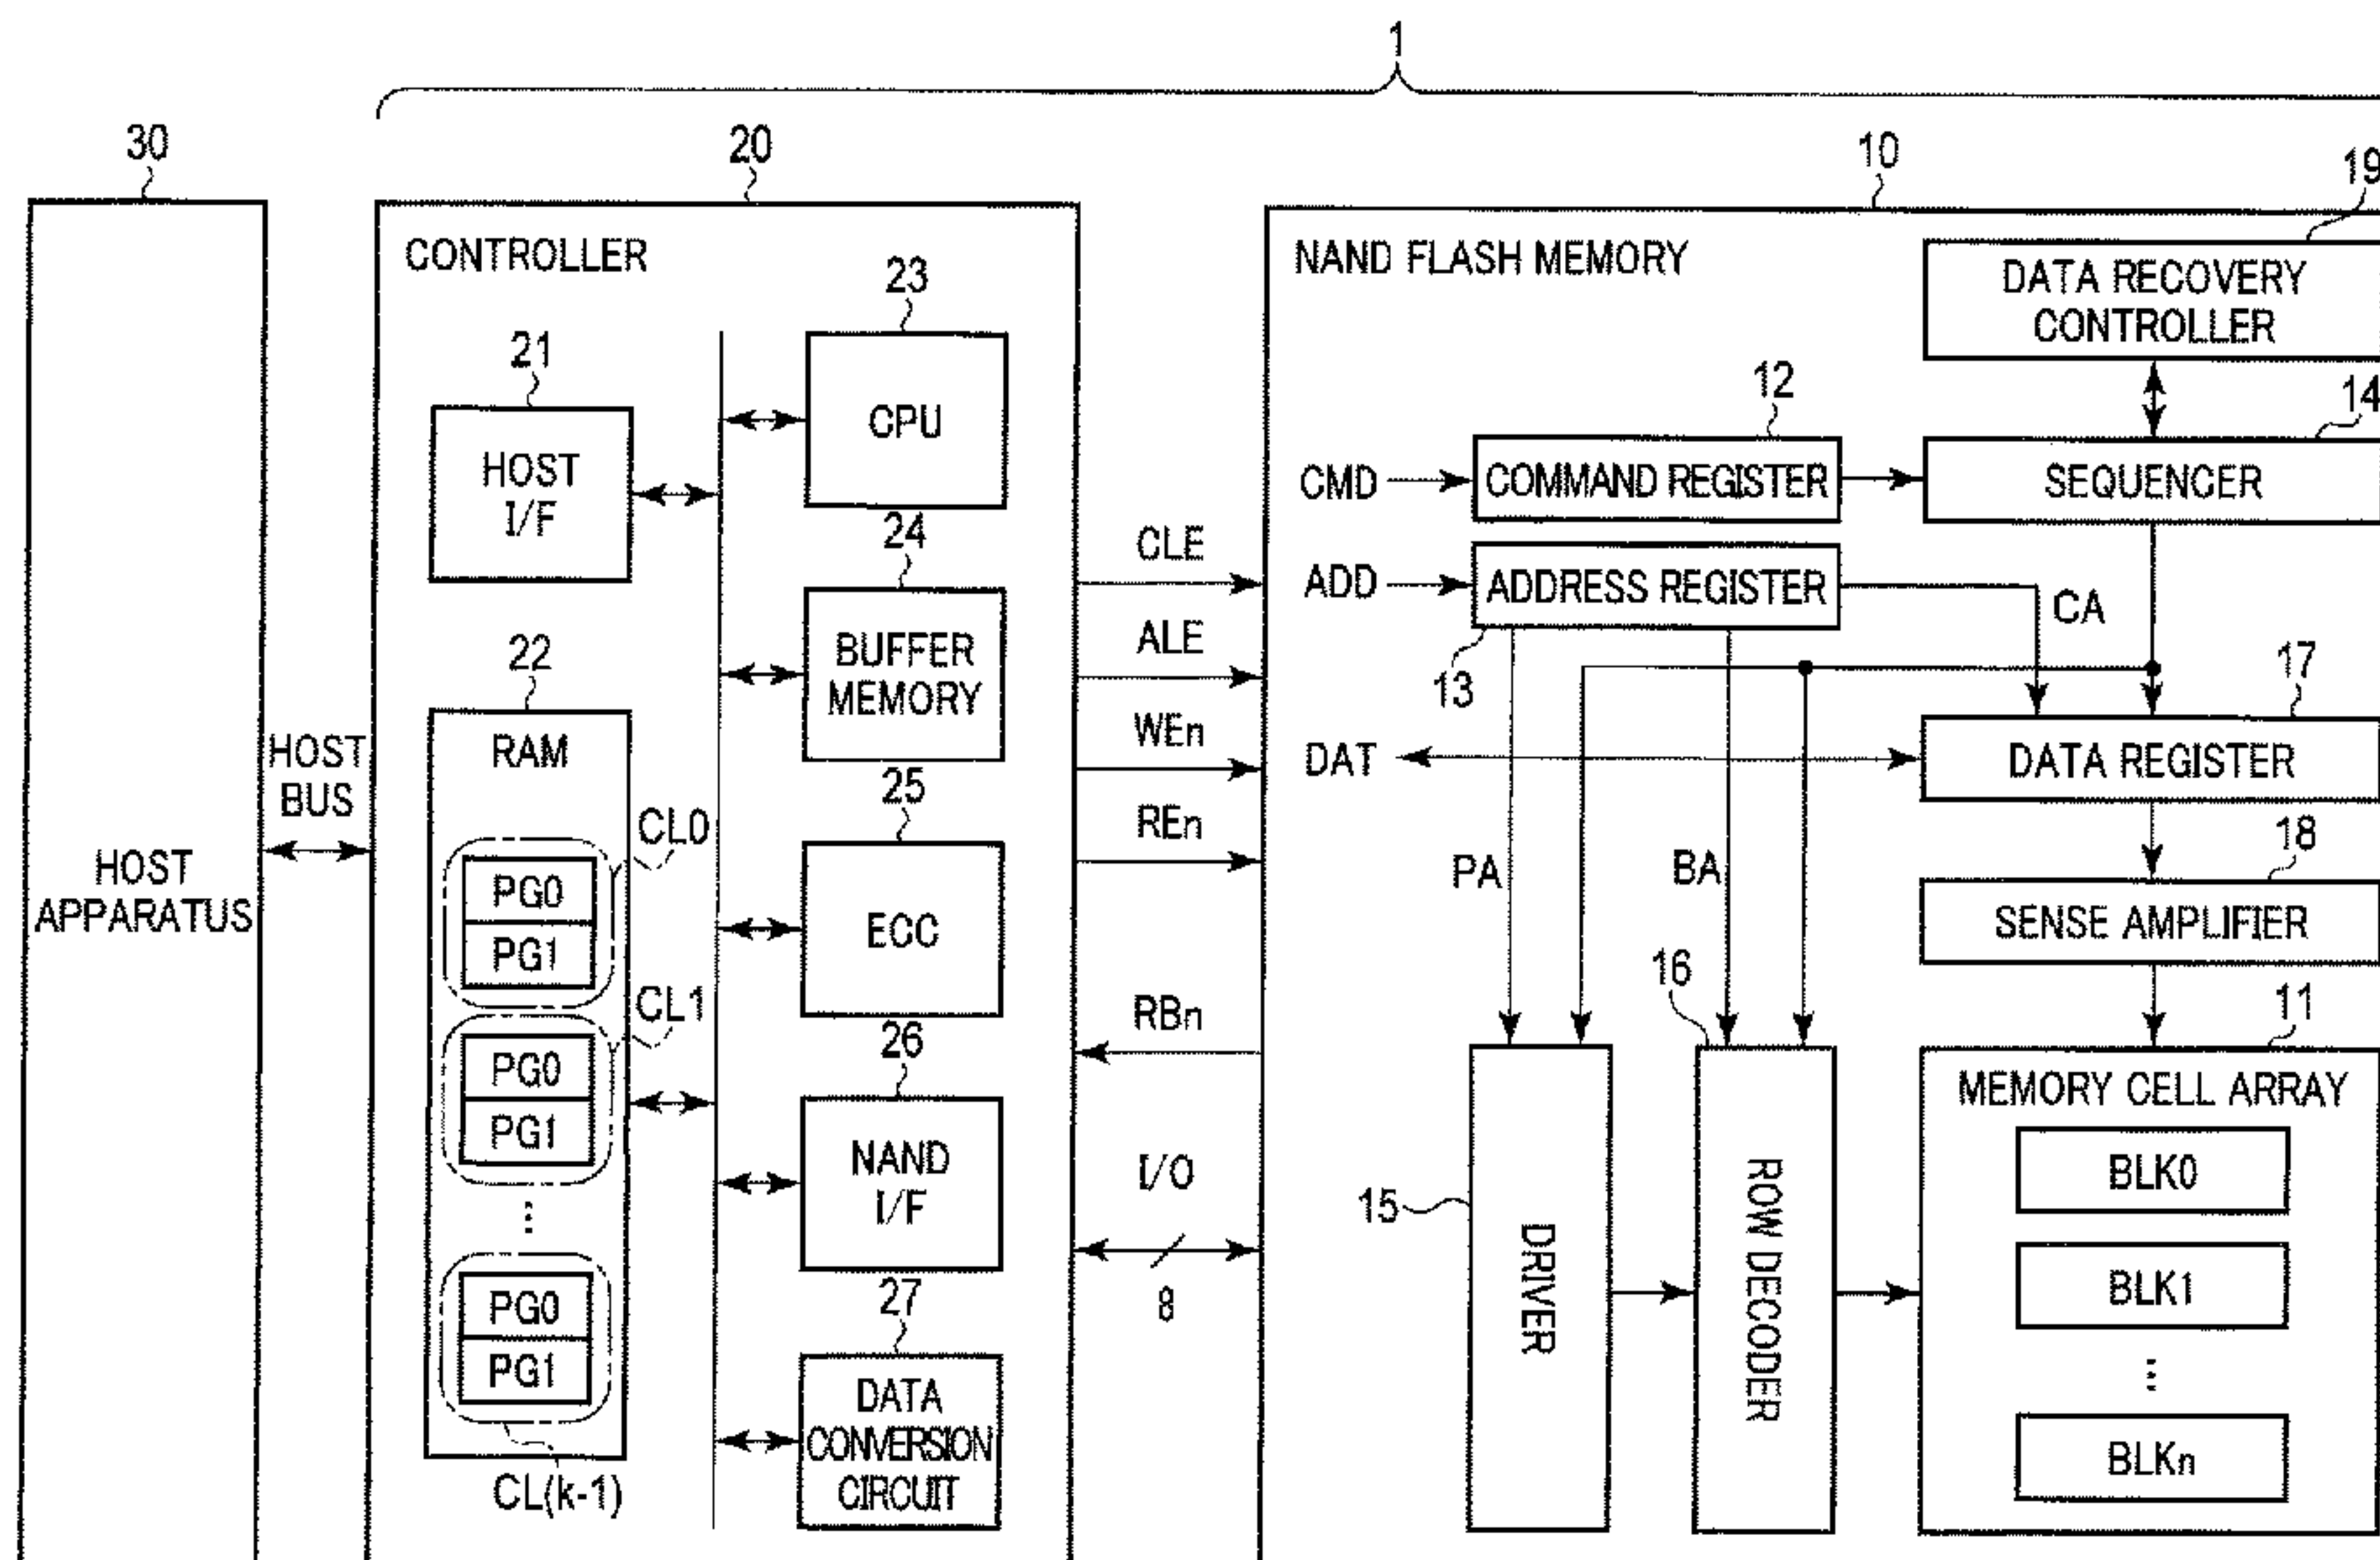 1
30
20
10
19
CONTROLLER
NAND FLASH MEMORY
DATA RECOVERY
CONTROLLER
23
CPU
21
HOST
I/F
12
14
CMD
COMMAND REGISTER
SEQUENCER
24
BUFFER
MEMORY
CLE
ADD
ADDRESS REGISTER
CA
13
ALE
22
RAM
17
WEn
DAT
DATA REGISTER
HOST
BUS
25
ECC
REn
CL0
PG0
PG1
HOST
APPARATUS
PA
BA
18
SENSE AMPLIFIER
16
CL1
PG0
PG1
⋮
RBn
11
26
NAND
I/F
MEMORY CELL ARRAY
BLK0
BLK1
⋮
BLKn
I/O
8
15
DRIVER
ROW DECODER
PG0
PG1
CL(k-1)
27
DATA
CONVERSION
CIRCUIT